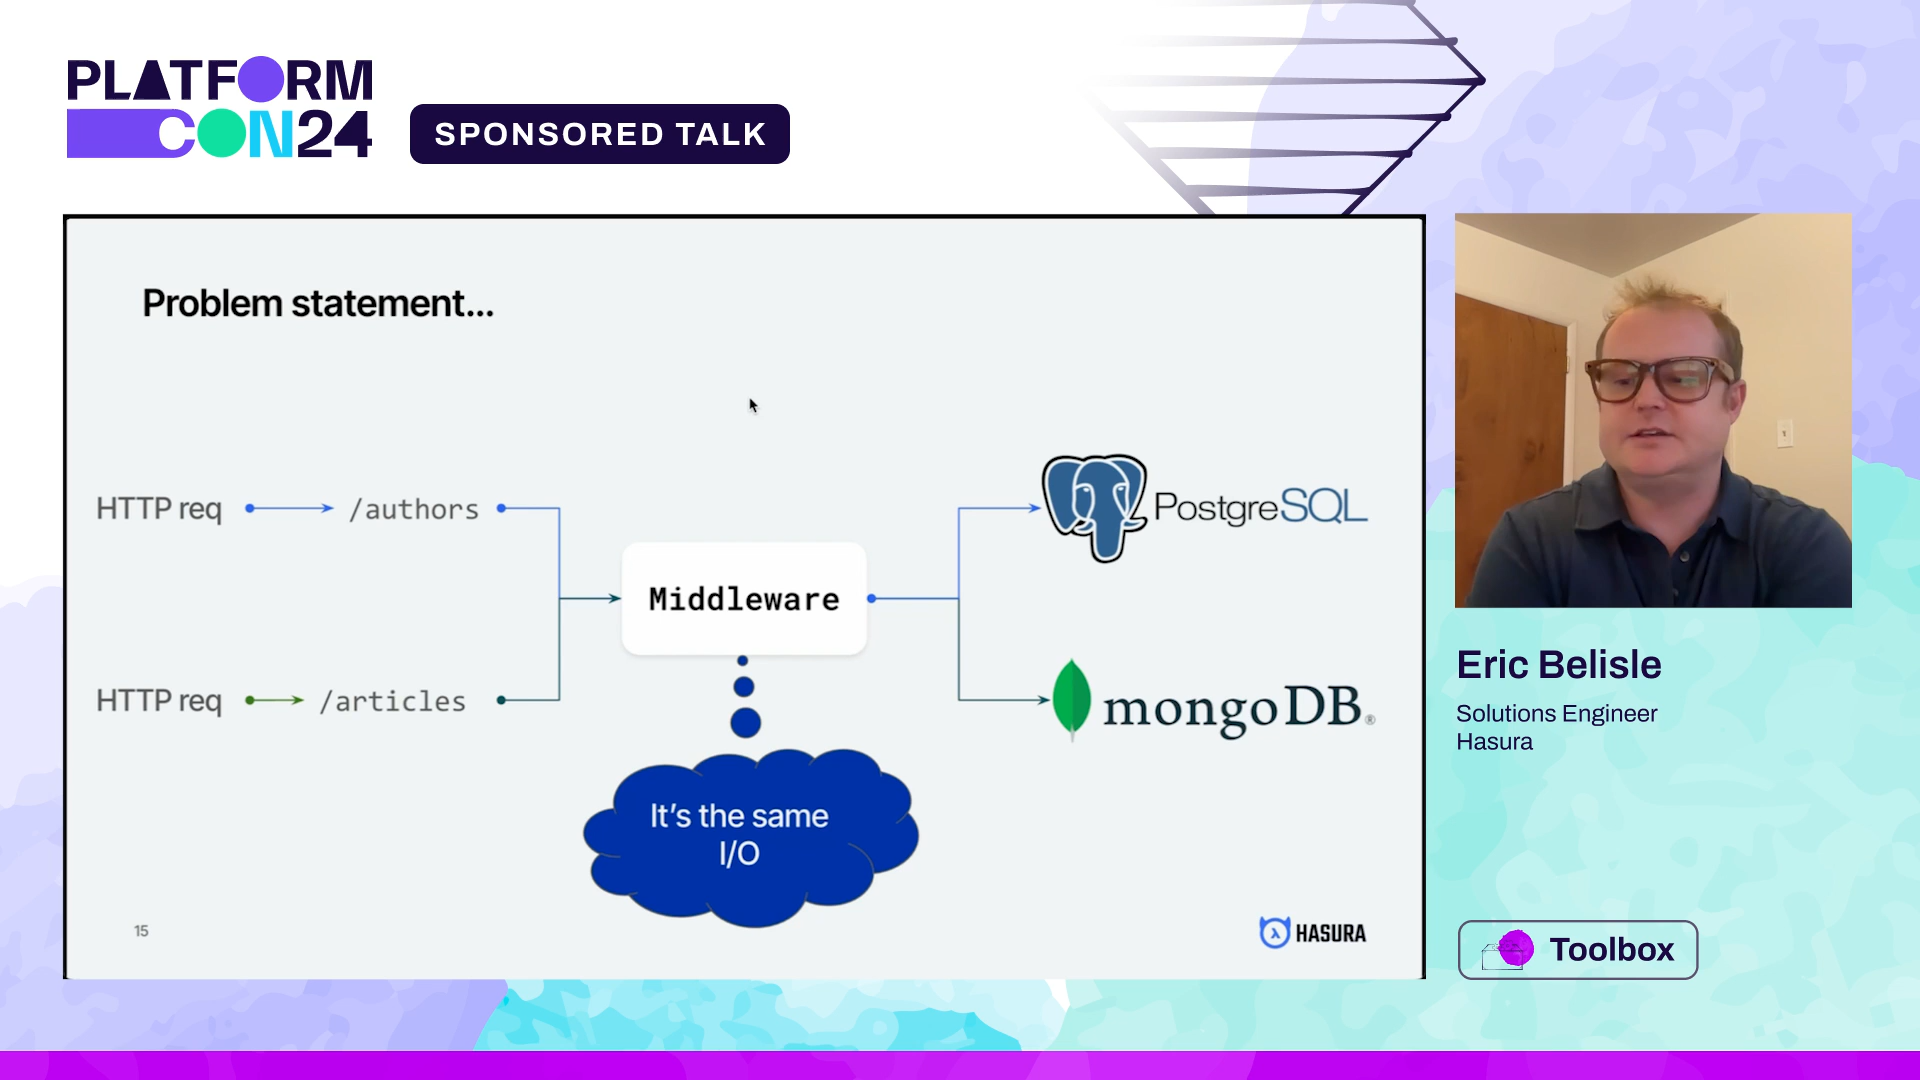 PLATFORM
CON24
SPONSORED TALK
Problem statement...
HTTP req
/authors
HTTP req
/articles
Middleware
PostgreSQL
mongoDB®
It's the same
I/O
15
HASURA
Eric Belisle
Solutions Engineer
Hasura
Toolbox